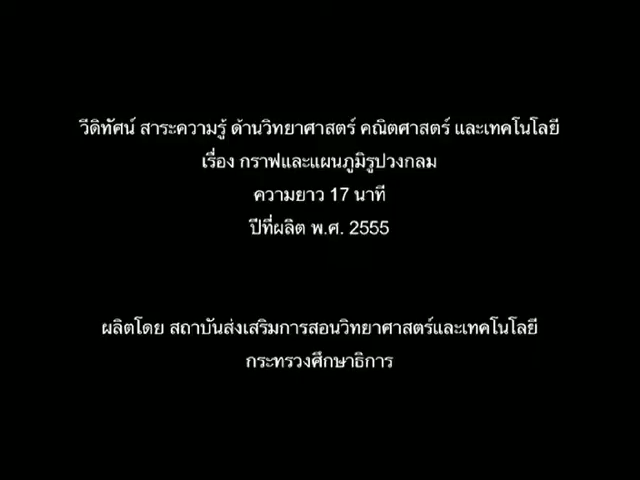 วีดิทัศน์ สาระความรู้ ด้านวิทยาศาสตร์ คณิตศาสตร์ และเทคโนโลยี
เรื่อง กราฟและแผนภูมิรูปวงกลม
ความยาว 17 นาที
ปีที่ผลิต พ.ศ. 2555
ผลิตโดย สถาบันส่งเสริมการสอนวิทยาศาสตร์และเทคโนโลยี
กระทรวงศึกษาธิการ